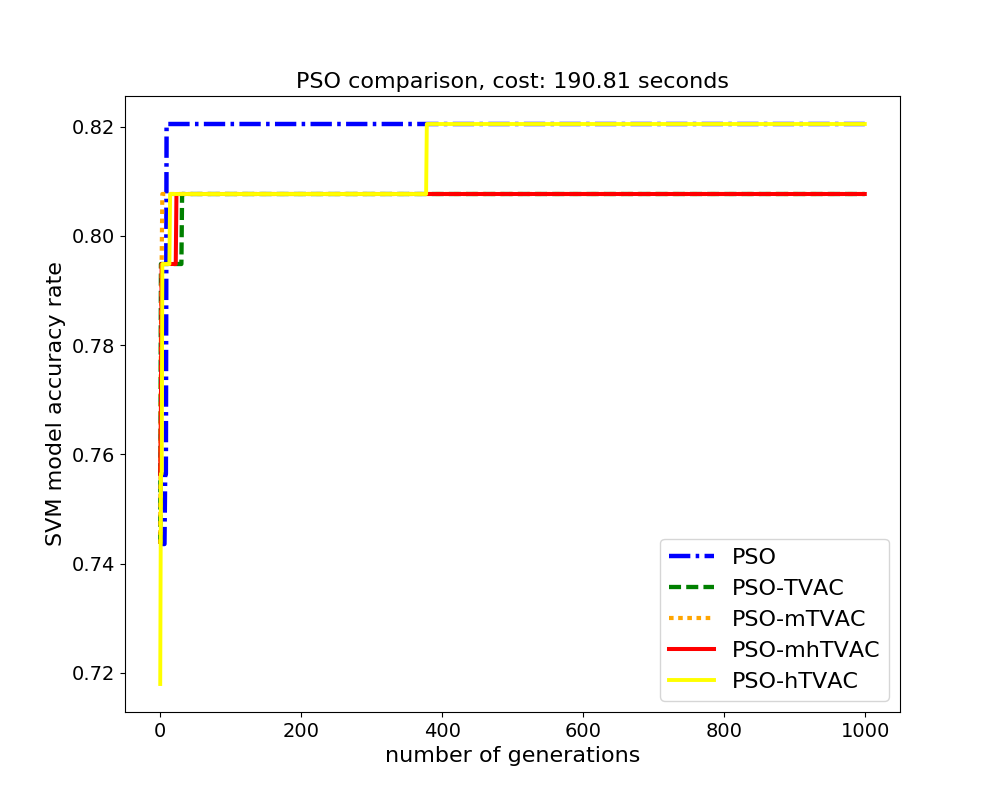 PSO comparison, cost: 190.81 seconds
SVM model accuracy rate
0.82
0.80
0.78
0.76
0.74
0.72
0 200 400 600 800 1000
number of generations
PSO
PSO-TVAC
PSO-mTVAC
PSO-mhTVAC
PSO-hTVAC